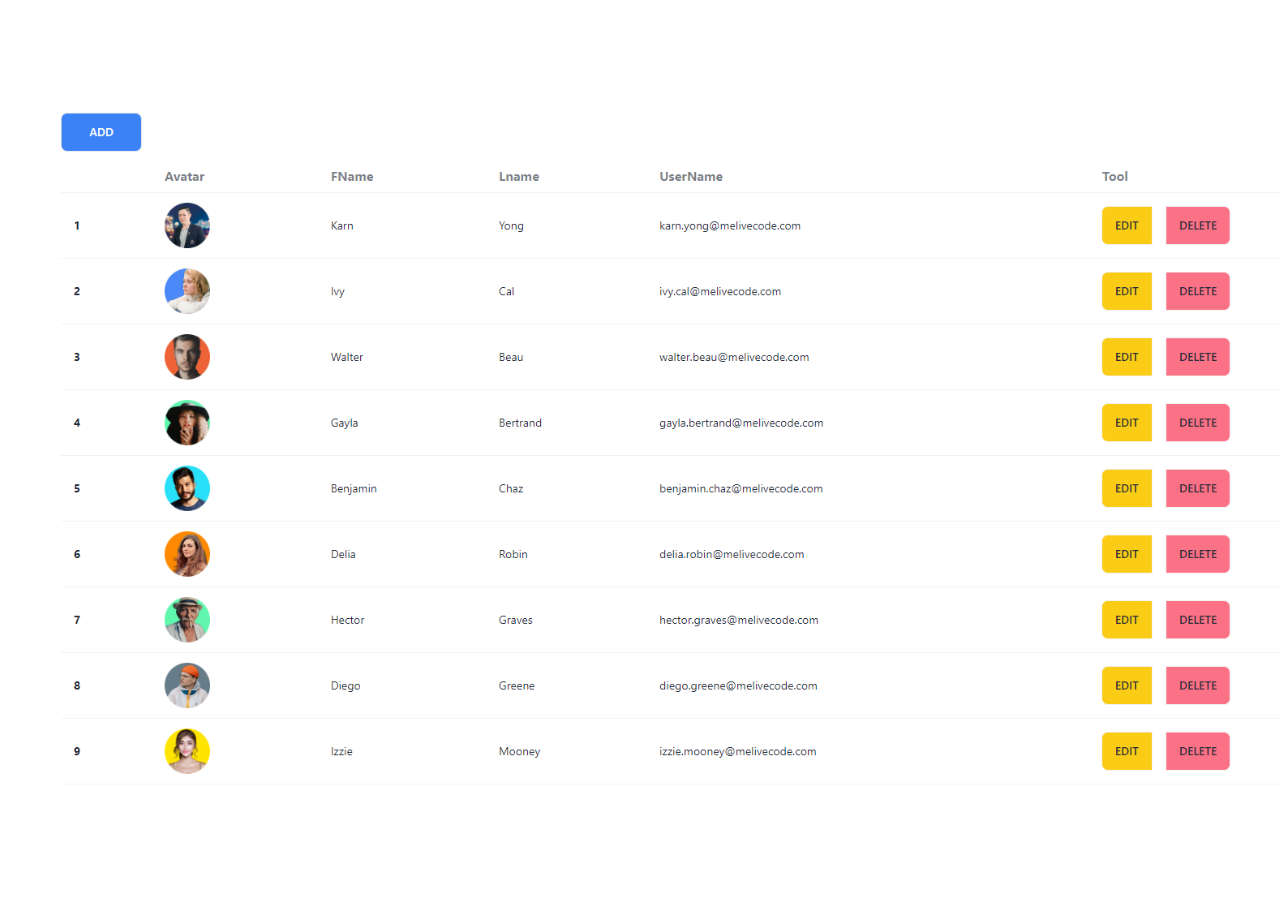 ADD
Avatar FName Lname UserName Tool
1 Karn Yong karn.yong@melivecode.com EDIT DELETE
2 Ivy Cal ivy.cal@melivecode.com EDIT DELETE
3 Walter Beau walter.beau@melivecode.com EDIT DELETE
4 Gayla Bertrand gayla.bertrand@melivecode.com EDIT DELETE
5 Benjamin Chaz benjamin.chaz@melivecode.com EDIT DELETE
6 Delia Robin delia.robin@melivecode.com EDIT DELETE
7 Hector Graves hector.graves@melivecode.com EDIT DELETE
8 Diego Greene diego.greene@melivecode.com EDIT DELETE
9 Izzie Mooney izzie.mooney@melivecode.com EDIT DELETE